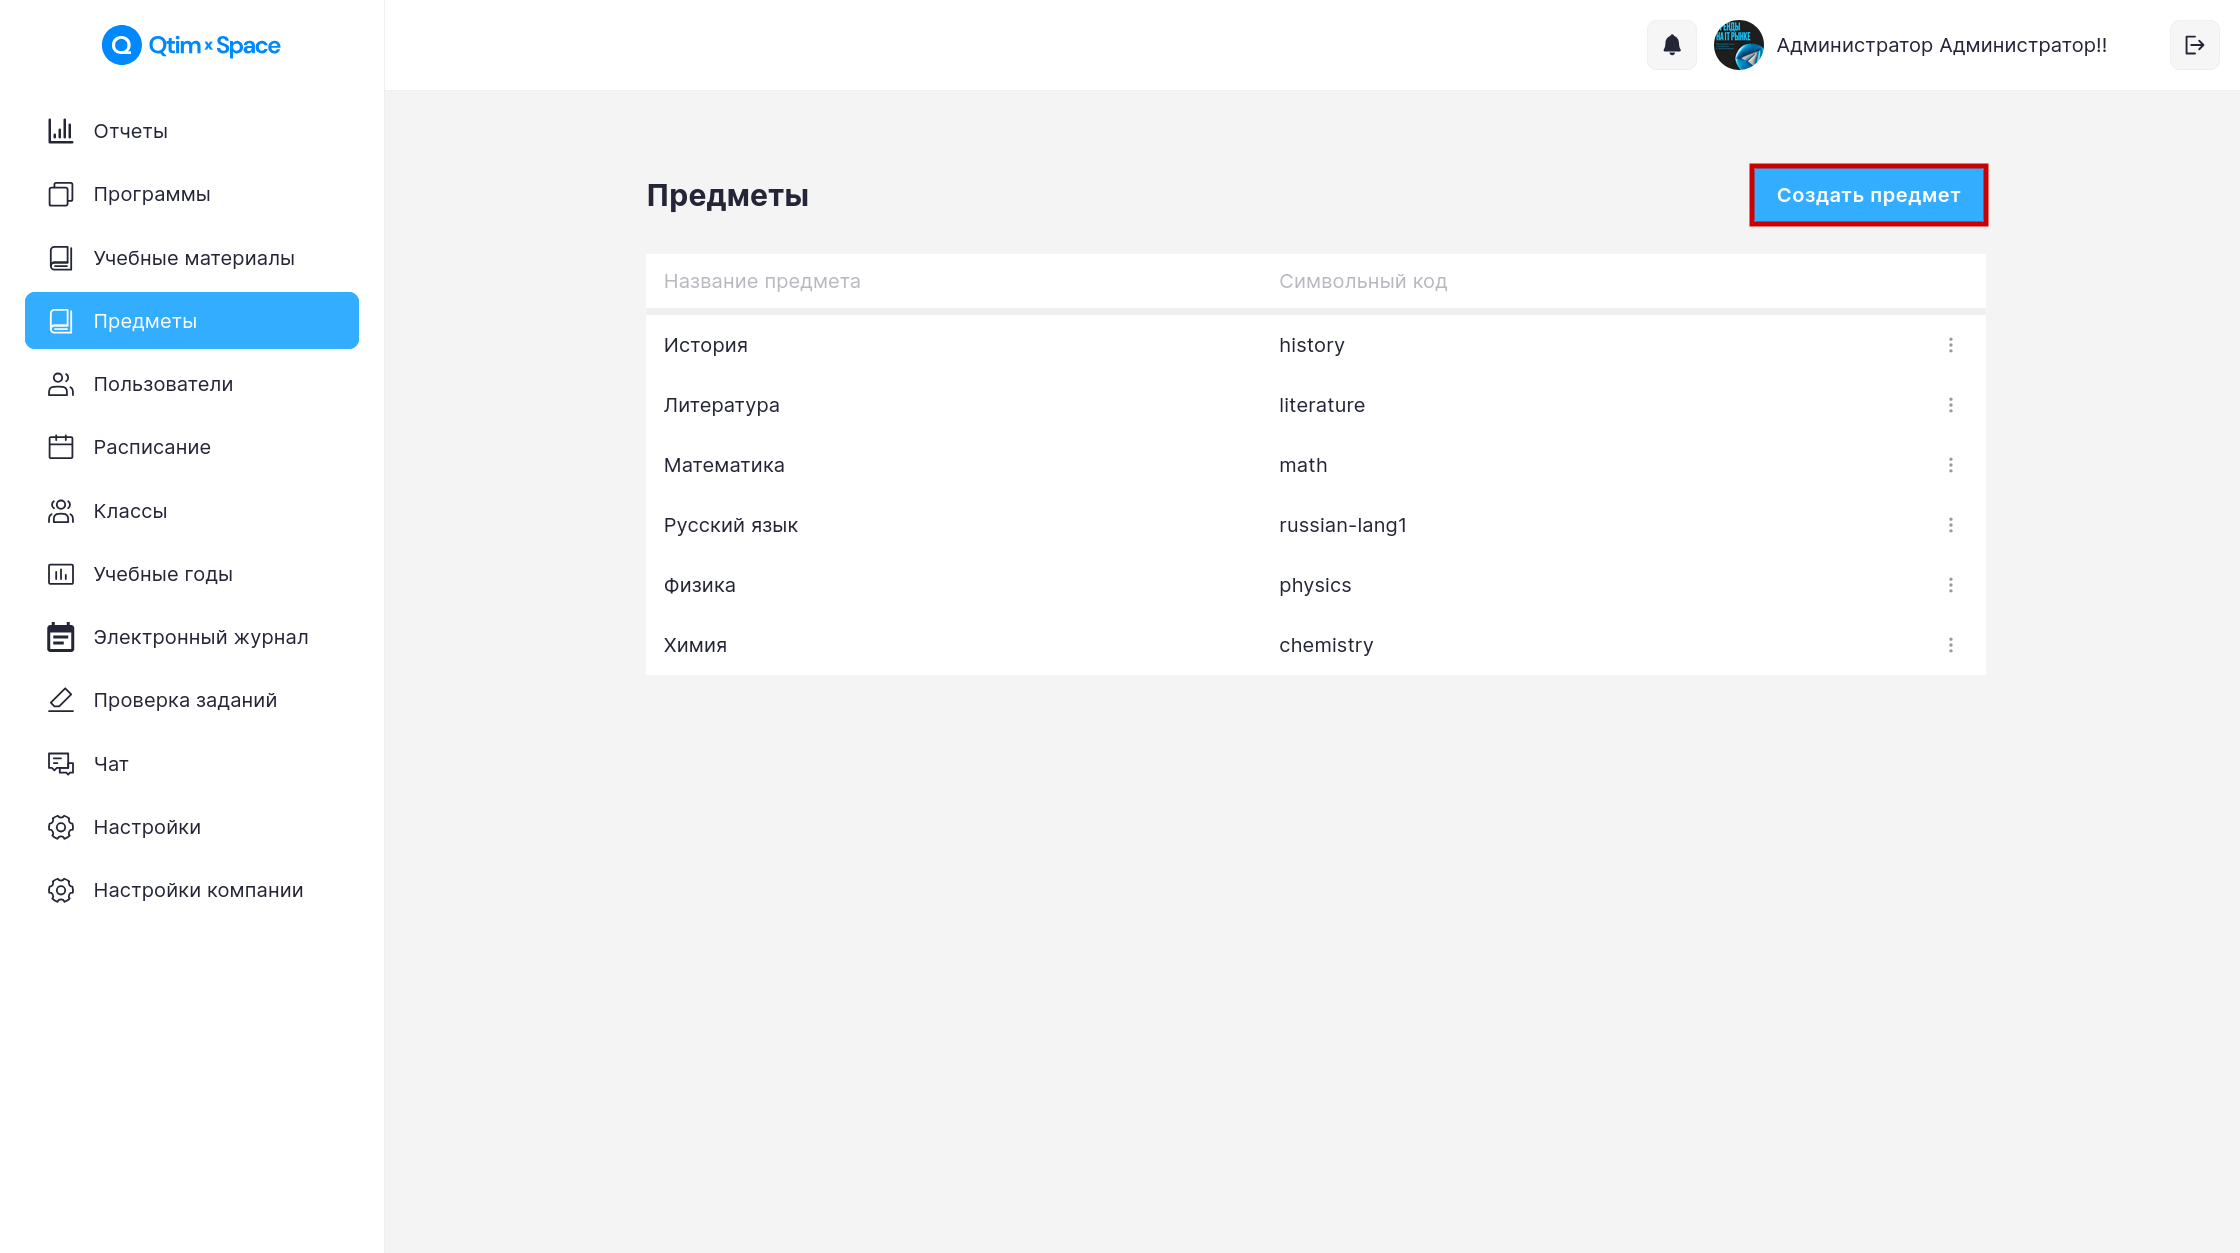 Qtim × Space
Администратор Администратор!!
Отчеты
Программы
Учебные материалы
Предметы
Пользователи
Расписание
Классы
Учебные годы
Электронный журнал
Проверка заданий
Чат
Настройки
Настройки компании
Предметы
Создать предмет
Название предмета Символьный код
История history
Литература literature
Математика math
Русский язык russian-lang1
Физика physics
Химия chemistry